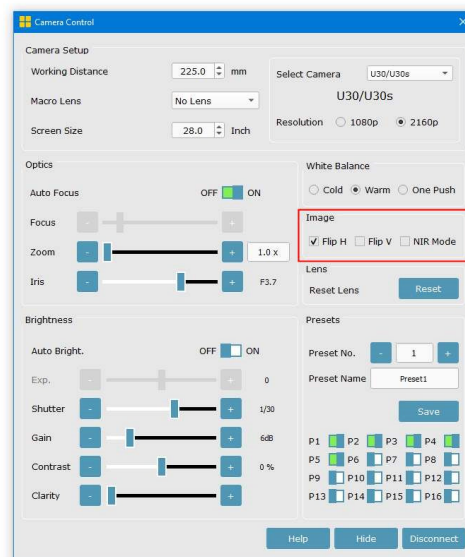 Camera Control
Camera Setup
Working Distance 225.0 mm
Macro Lens No Lens
Screen Size 28.0 Inch
Select Camera U30/U30s
U30/U30s
Resolution 1080p 2160p
Optics
Auto Focus OFF ON
Focus - +
Zoom - + 1.0 x
Iris - + F3.7
White Balance
Cold Warm One Push
Image
Flip H Flip V NIR Mode
Lens
Reset Lens Reset
Brightness
Auto Bright. OFF ON
Exp. - + 0
Shutter - + 1/30
Gain - + 6dB
Contrast - + 0 %
Clarity - +
Presets
Preset No. - 1 +
Preset Name Preset1
Save
P1 P2 P3 P4
P5 P6 P7 P8
P9 P10 P11 P12
P13 P14 P15 P16
Help Hide Disconnect